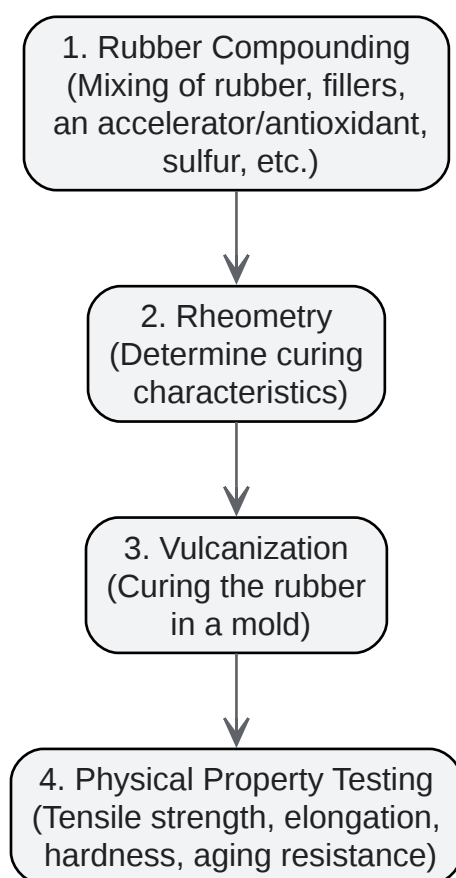 1. Rubber Compounding
(Mixing of rubber, fillers,
an accelerator/antioxidant,
sulfur, etc.)
2. Rheometry
(Determine curing
characteristics)
3. Vulcanization
(Curing the rubber
in a mold)
4. Physical Property Testing
(Tensile strength, elongation,
hardness, aging resistance)